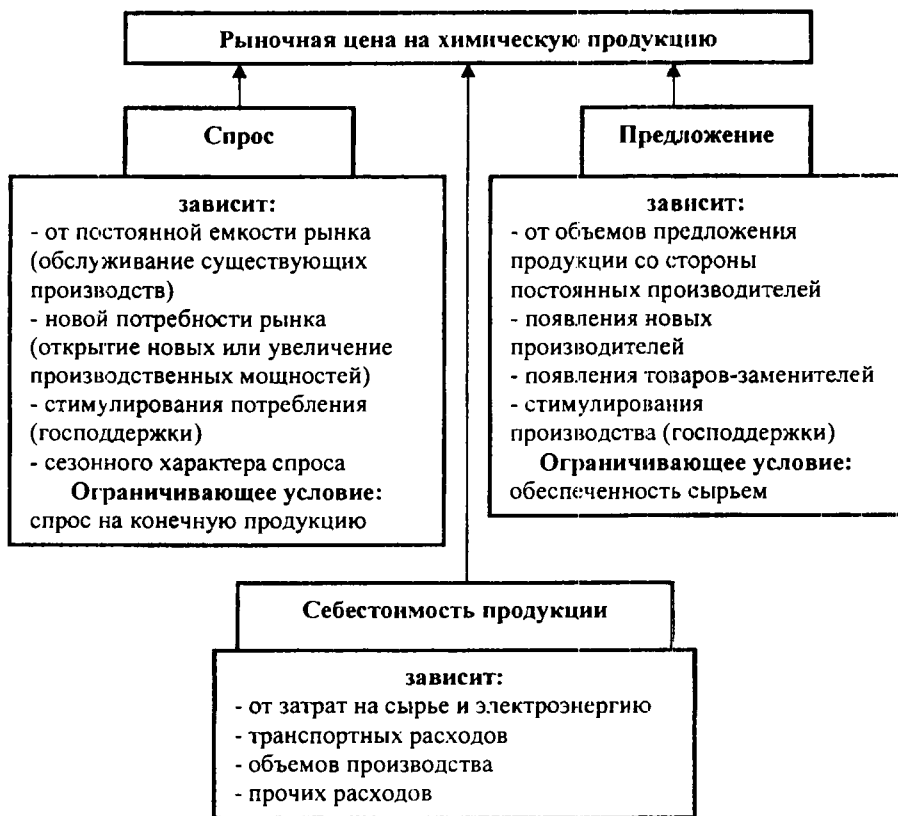 Рыночная цена на химическую продукцию
Спрос
зависит:
- от постоянной емкости рынка
(обслуживание существующих
производств)
- новой потребности рынка
(открытие новых или увеличение
производственных мощностей)
- стимулирования потребления
(господдержки)
- сезонного характера спроса
Ограничивающее условие:
спрос на конечную продукцию
Предложение
зависит:
- от объемов предложения
продукции со стороны
постоянных производителей
- появления новых
производителей
- появления товаров-заменителей
- стимулирования
производства (господдержки)
Ограничивающее условие:
обеспеченность сырьем
Себестоимость продукции
зависит:
- от затрат на сырье и электроэнергию
- транспортных расходов
- объемов производства
- прочих расходов